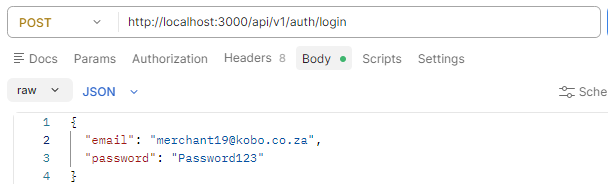 POST http://localhost:3000/api/v1/auth/login
Docs Params Authorization Headers 8 Body Scripts Settings
raw JSON Sche
1 {
2 "email": "merchant19@kobo.co.za",
3 "password": "Password123"
4 }